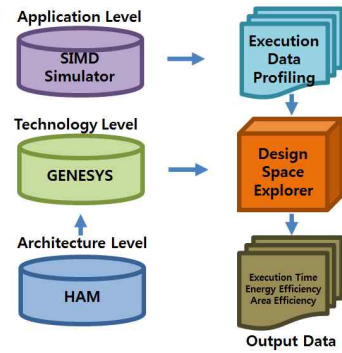 Application Level
SIMD
Simulator
Execution
Data
Profiling
Technology Level
GENESYS
Design
Space
Explorer
Architecture Level
HAM
Execution Time
Energy Efficiency
Area Efficiency
Output Data